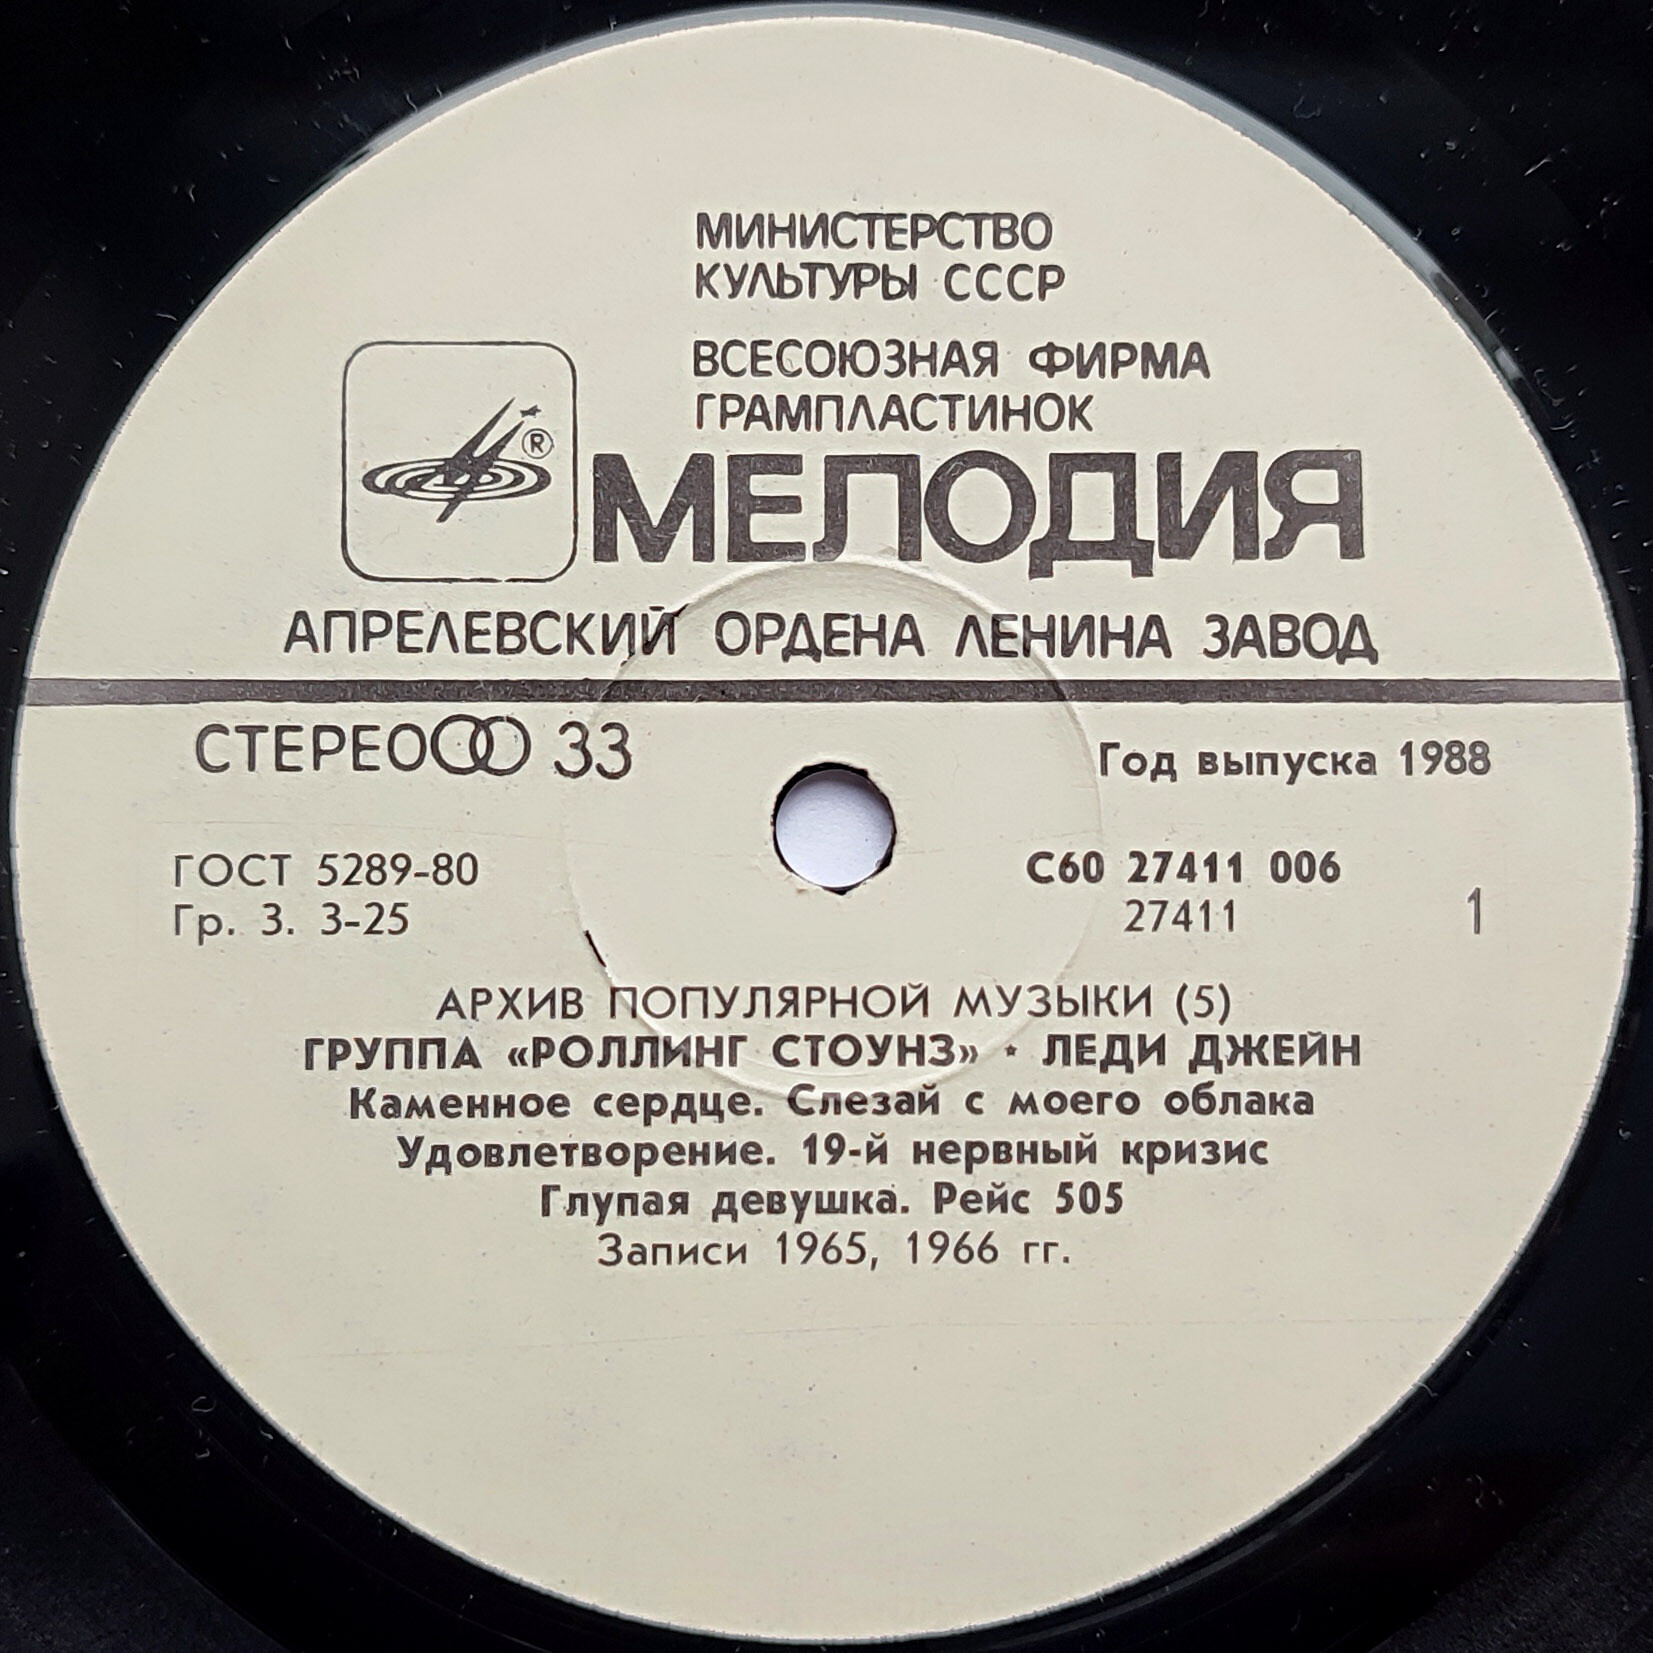 МИНИСТЕРСТВО
КУЛЬТУРЫ СССР
ВСЕСОЮЗНАЯ ФИРМА
ГРАМПЛАСТИНОК
®
МЕЛОДИЯ
АПРЕЛЕВСКИЙ ОРДЕНА ЛЕНИНА ЗАВОД
СТЕРЕО 33
Год выпуска 1988
ГОСТ 5289-80
Гр. 3. 3-25
С60 27411 006
27411
1
АРХИВ ПОПУЛЯРНОЙ МУЗЫКИ (5)
ГРУППА «РОЛЛИНГ СТОУНЗ» * ЛЕДИ ДЖЕЙН
Каменное сердце. Слезай с моего облака
Удовлетворение. 19-й нервный кризис
Глупая девушка. Рейс 505
Записи 1965, 1966 гг.